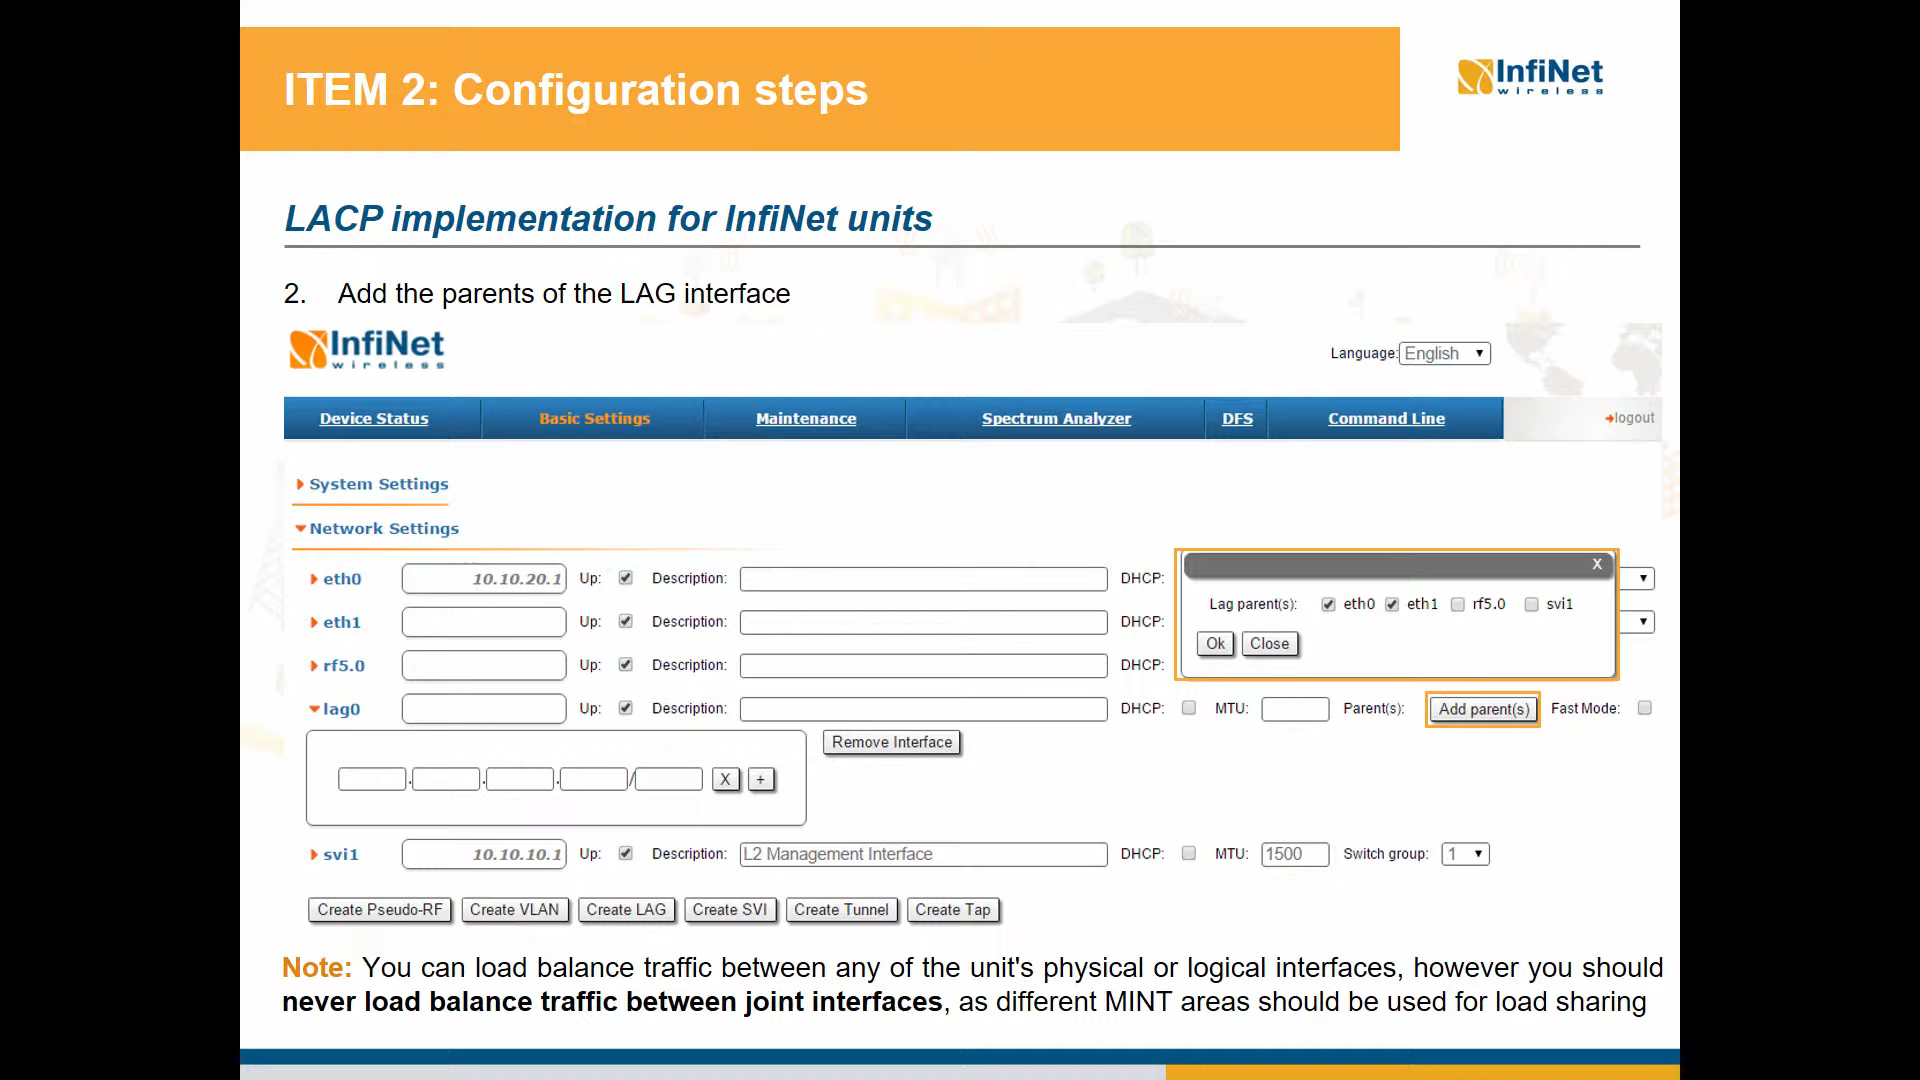 ITEM 2: Configuration steps
InfiNet
wireless
LACP implementation for InfiNet units
2. Add the parents of the LAG interface
InfiNet
wireless
Language: English
Device Status Basic Settings Maintenance Spectrum Analyzer DFS Command Line logout
System Settings
Network Settings
eth0 10.10.20.1 Up: Description: DHCP:
X
Lag parent(s): eth0 eth1 rf5.0 svi1
Ok Close
eth1 Up: Description: DHCP:
rf5.0 Up: Description: DHCP:
lag0 Up: Description: DHCP: MTU: Parent(s): Add parent(s) Fast Mode:
Remove Interface
. . . / X +
svi1 10.10.10.1 Up: Description: L2 Management Interface DHCP: MTU: 1500 Switch group: 1
Create Pseudo-RF Create VLAN Create LAG Create SVI Create Tunnel Create Tap
Note: You can load balance traffic between any of the unit's physical or logical interfaces, however you should
never load balance traffic between joint interfaces, as different MINT areas should be used for load sharing